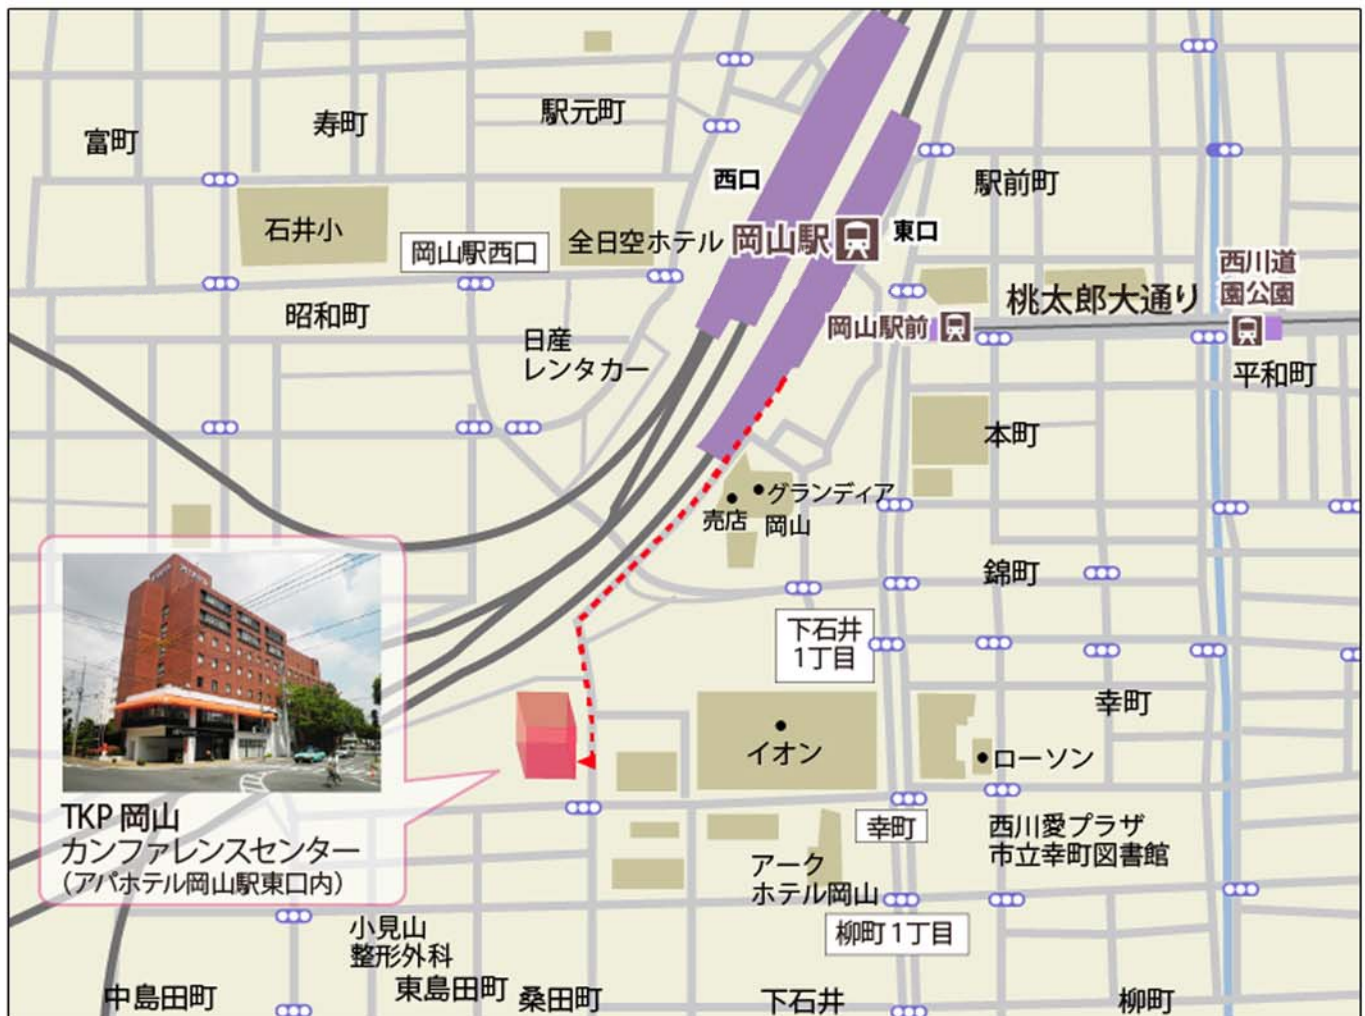 駅元町
寿町
富町
西口
駅前町
石井小
全日空ホテル
岡山駅
東口
岡山駅西口
西川道
園公園
桃太郎大通り
昭和町
岡山駅前
日産
レンタカー
平和町
本町
グランディア
岡山
売店
錦町
下石井
1丁目
幸町
イオン
ローソン
TKP 岡山
カンファレンスセンター
（アパホテル岡山駅東口内）
幸町
西川愛プラザ
市立幸町図書館
アーク
ホテル岡山
小見山
整形外科
柳町 1丁目
中島田町
東島田町
桑田町
下石井
柳町